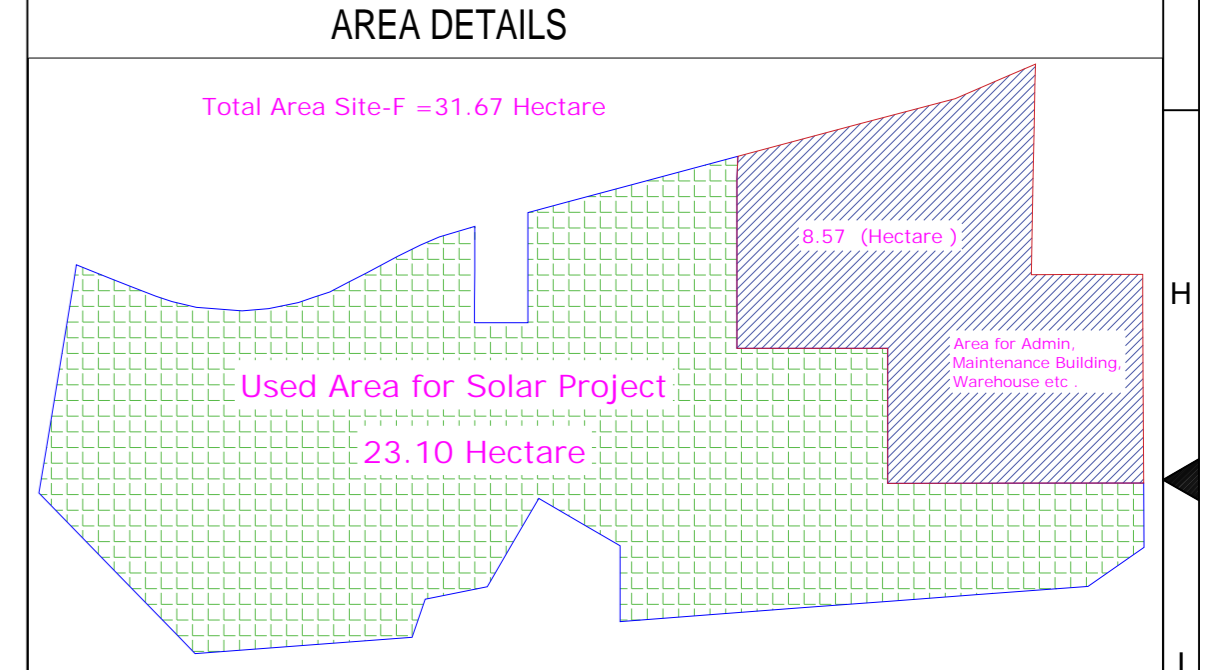 AREA DETAILS
Total Area Site-F =31.67 Hectare
8.57 (Hectare )
H
Area for Admin,
Maintenance Building,
Warehouse etc .
Used Area for Solar Project
23.10 Hectare